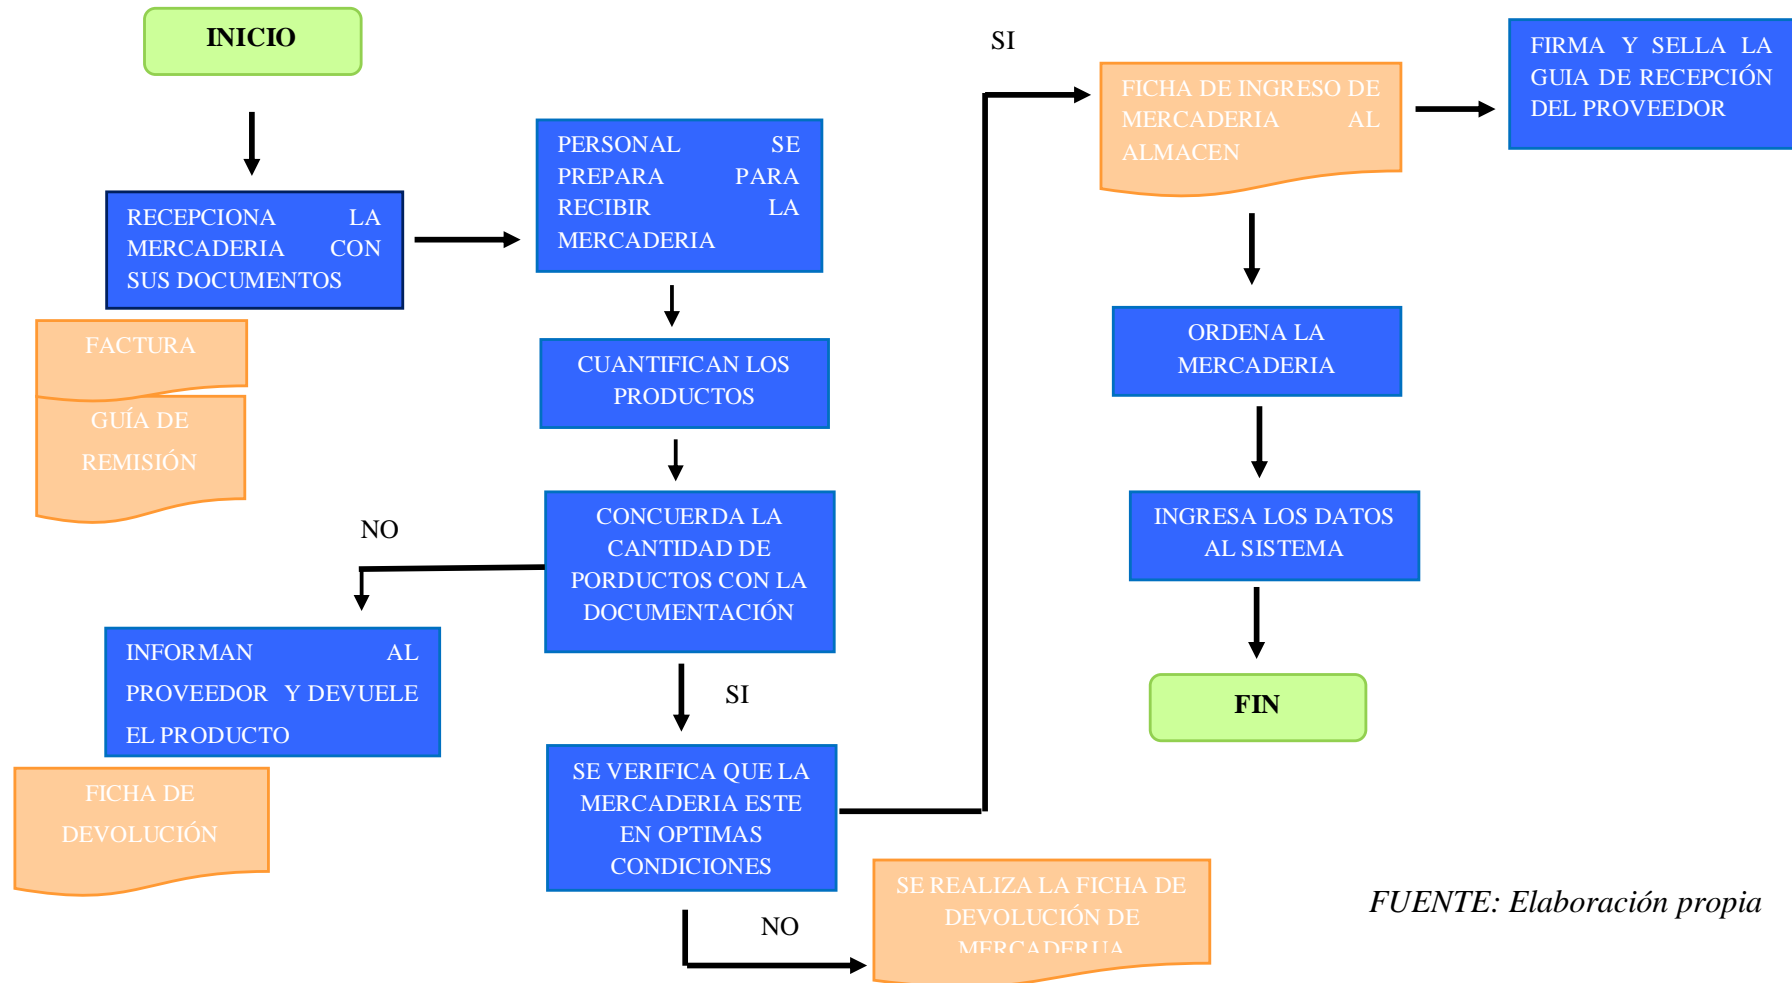 INICIO
RECEPCIONA LA
MERCADERIA CON
SUS DOCUMENTOS
FACTURA
GUÍA DE
REMISIÓN
PERSONAL SE
PREPARA PARA
RECIBIR LA
MERCADERIA
CUANTIFICAN LOS
PRODUCTOS
CONCUERDA LA
CANTIDAD DE
PORDUCTOS CON LA
DOCUMENTACIÓN
NO
INFORMAN AL
PROVEEDOR Y DEVUELE
EL PRODUCTO
FICHA DE
DEVOLUCIÓN
SI
SE VERIFICA QUE LA
MERCADERIA ESTE
EN OPTIMAS
CONDICIONES
NO
SE REALIZA LA FICHA DE
DEVOLUCIÓN DE
MERCADERUA
SI
FICHA DE INGRESO DE
MERCADERIA AL
ALMACEN
FIRMA Y SELLA LA
GUIA DE RECEPCIÓN
DEL PROVEEDOR
ORDENA LA
MERCADERIA
INGRESA LOS DATOS
AL SISTEMA
FIN
FUENTE: Elaboración propia